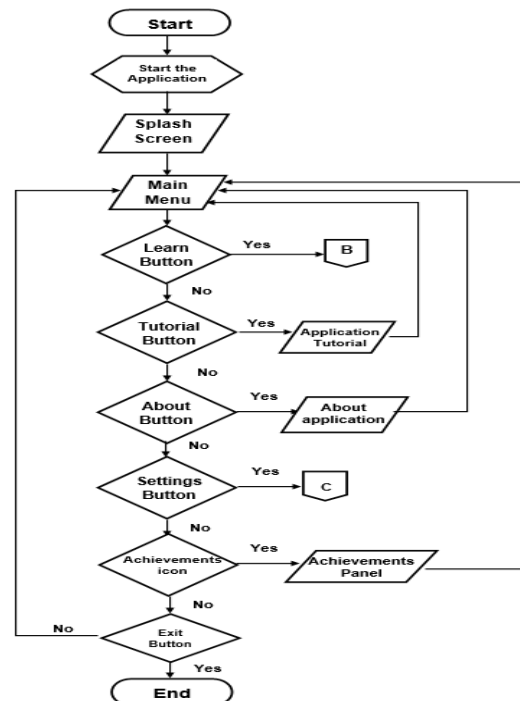 Start
Start the
Application
Splash
Screen
Main
Menu
Learn
Button
Yes
B
No
Tutorial
Button
Yes
Application
Tutorial
No
About
Button
Yes
About
application
No
Settings
Button
Yes
C
No
Achievements
icon
Yes
Achievements
Panel
No
Exit
Button
No
Yes
End